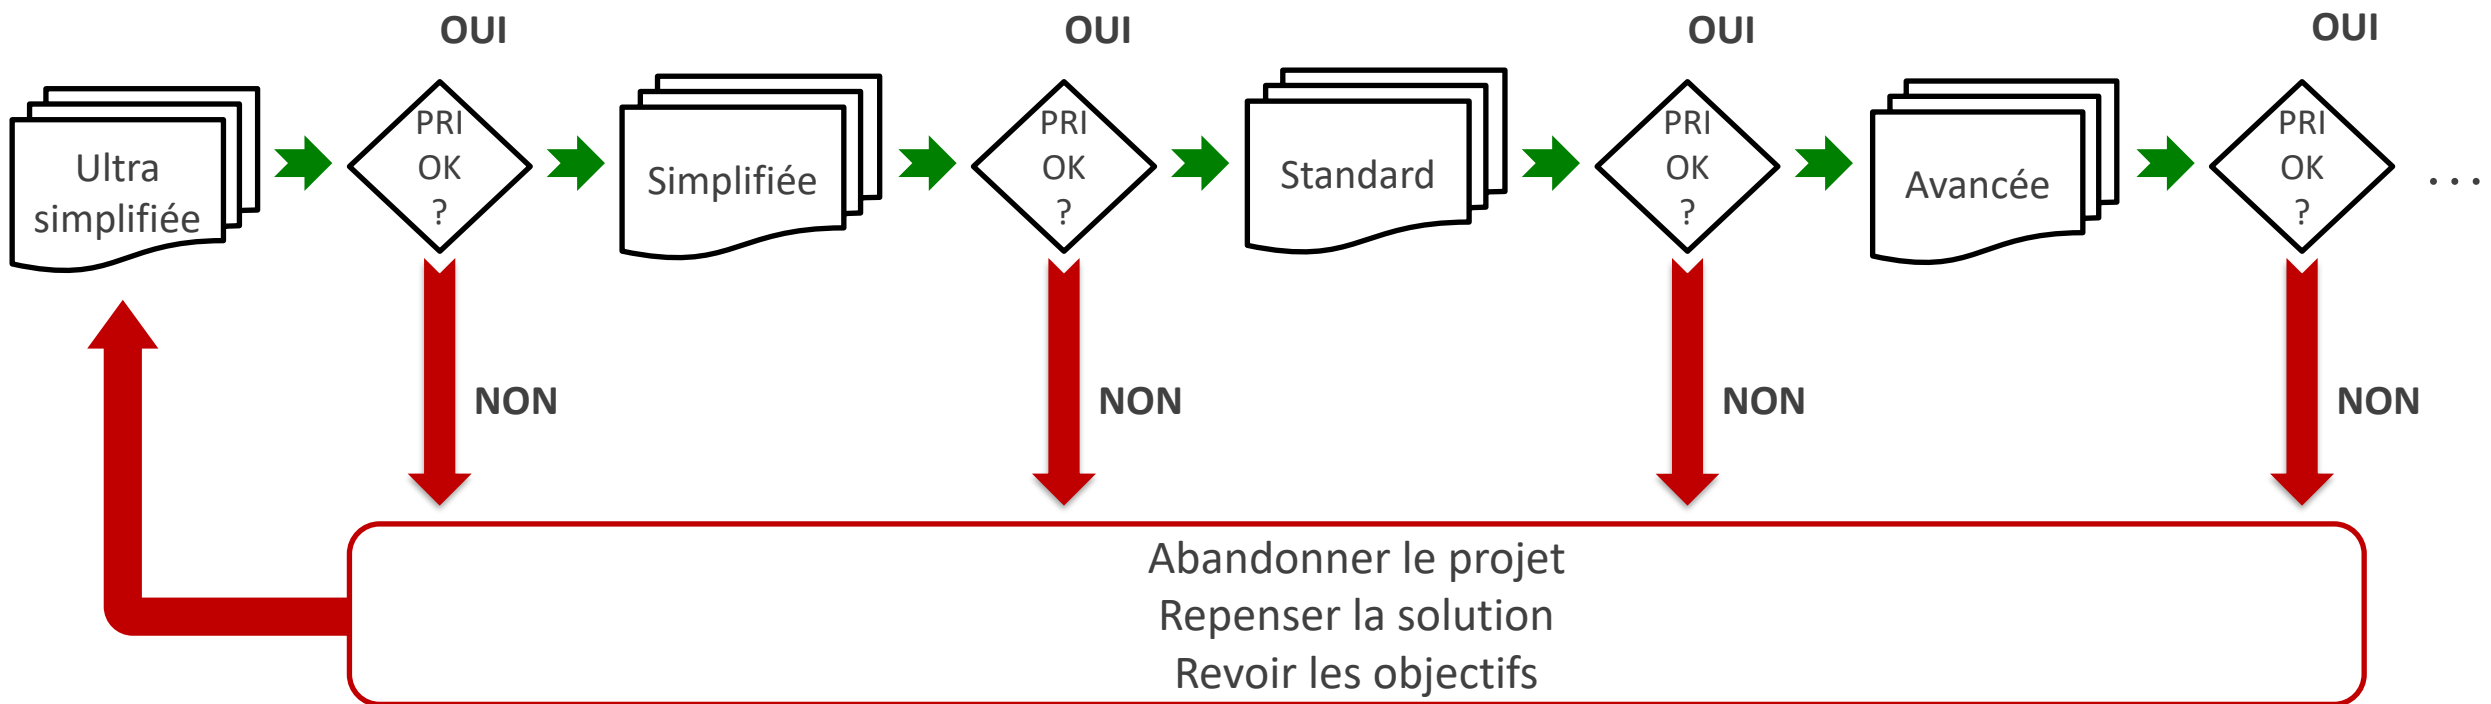 OUI
OUI
OUI
OUI
Ultra
simplifiée
PRI
OK
?
Simplifiée
PRI
OK
?
Standard
PRI
OK
?
Avancée
PRI
OK
?
...
NON
NON
NON
NON
Abandonner le projet
Repenser la solution
Revoir les objectifs